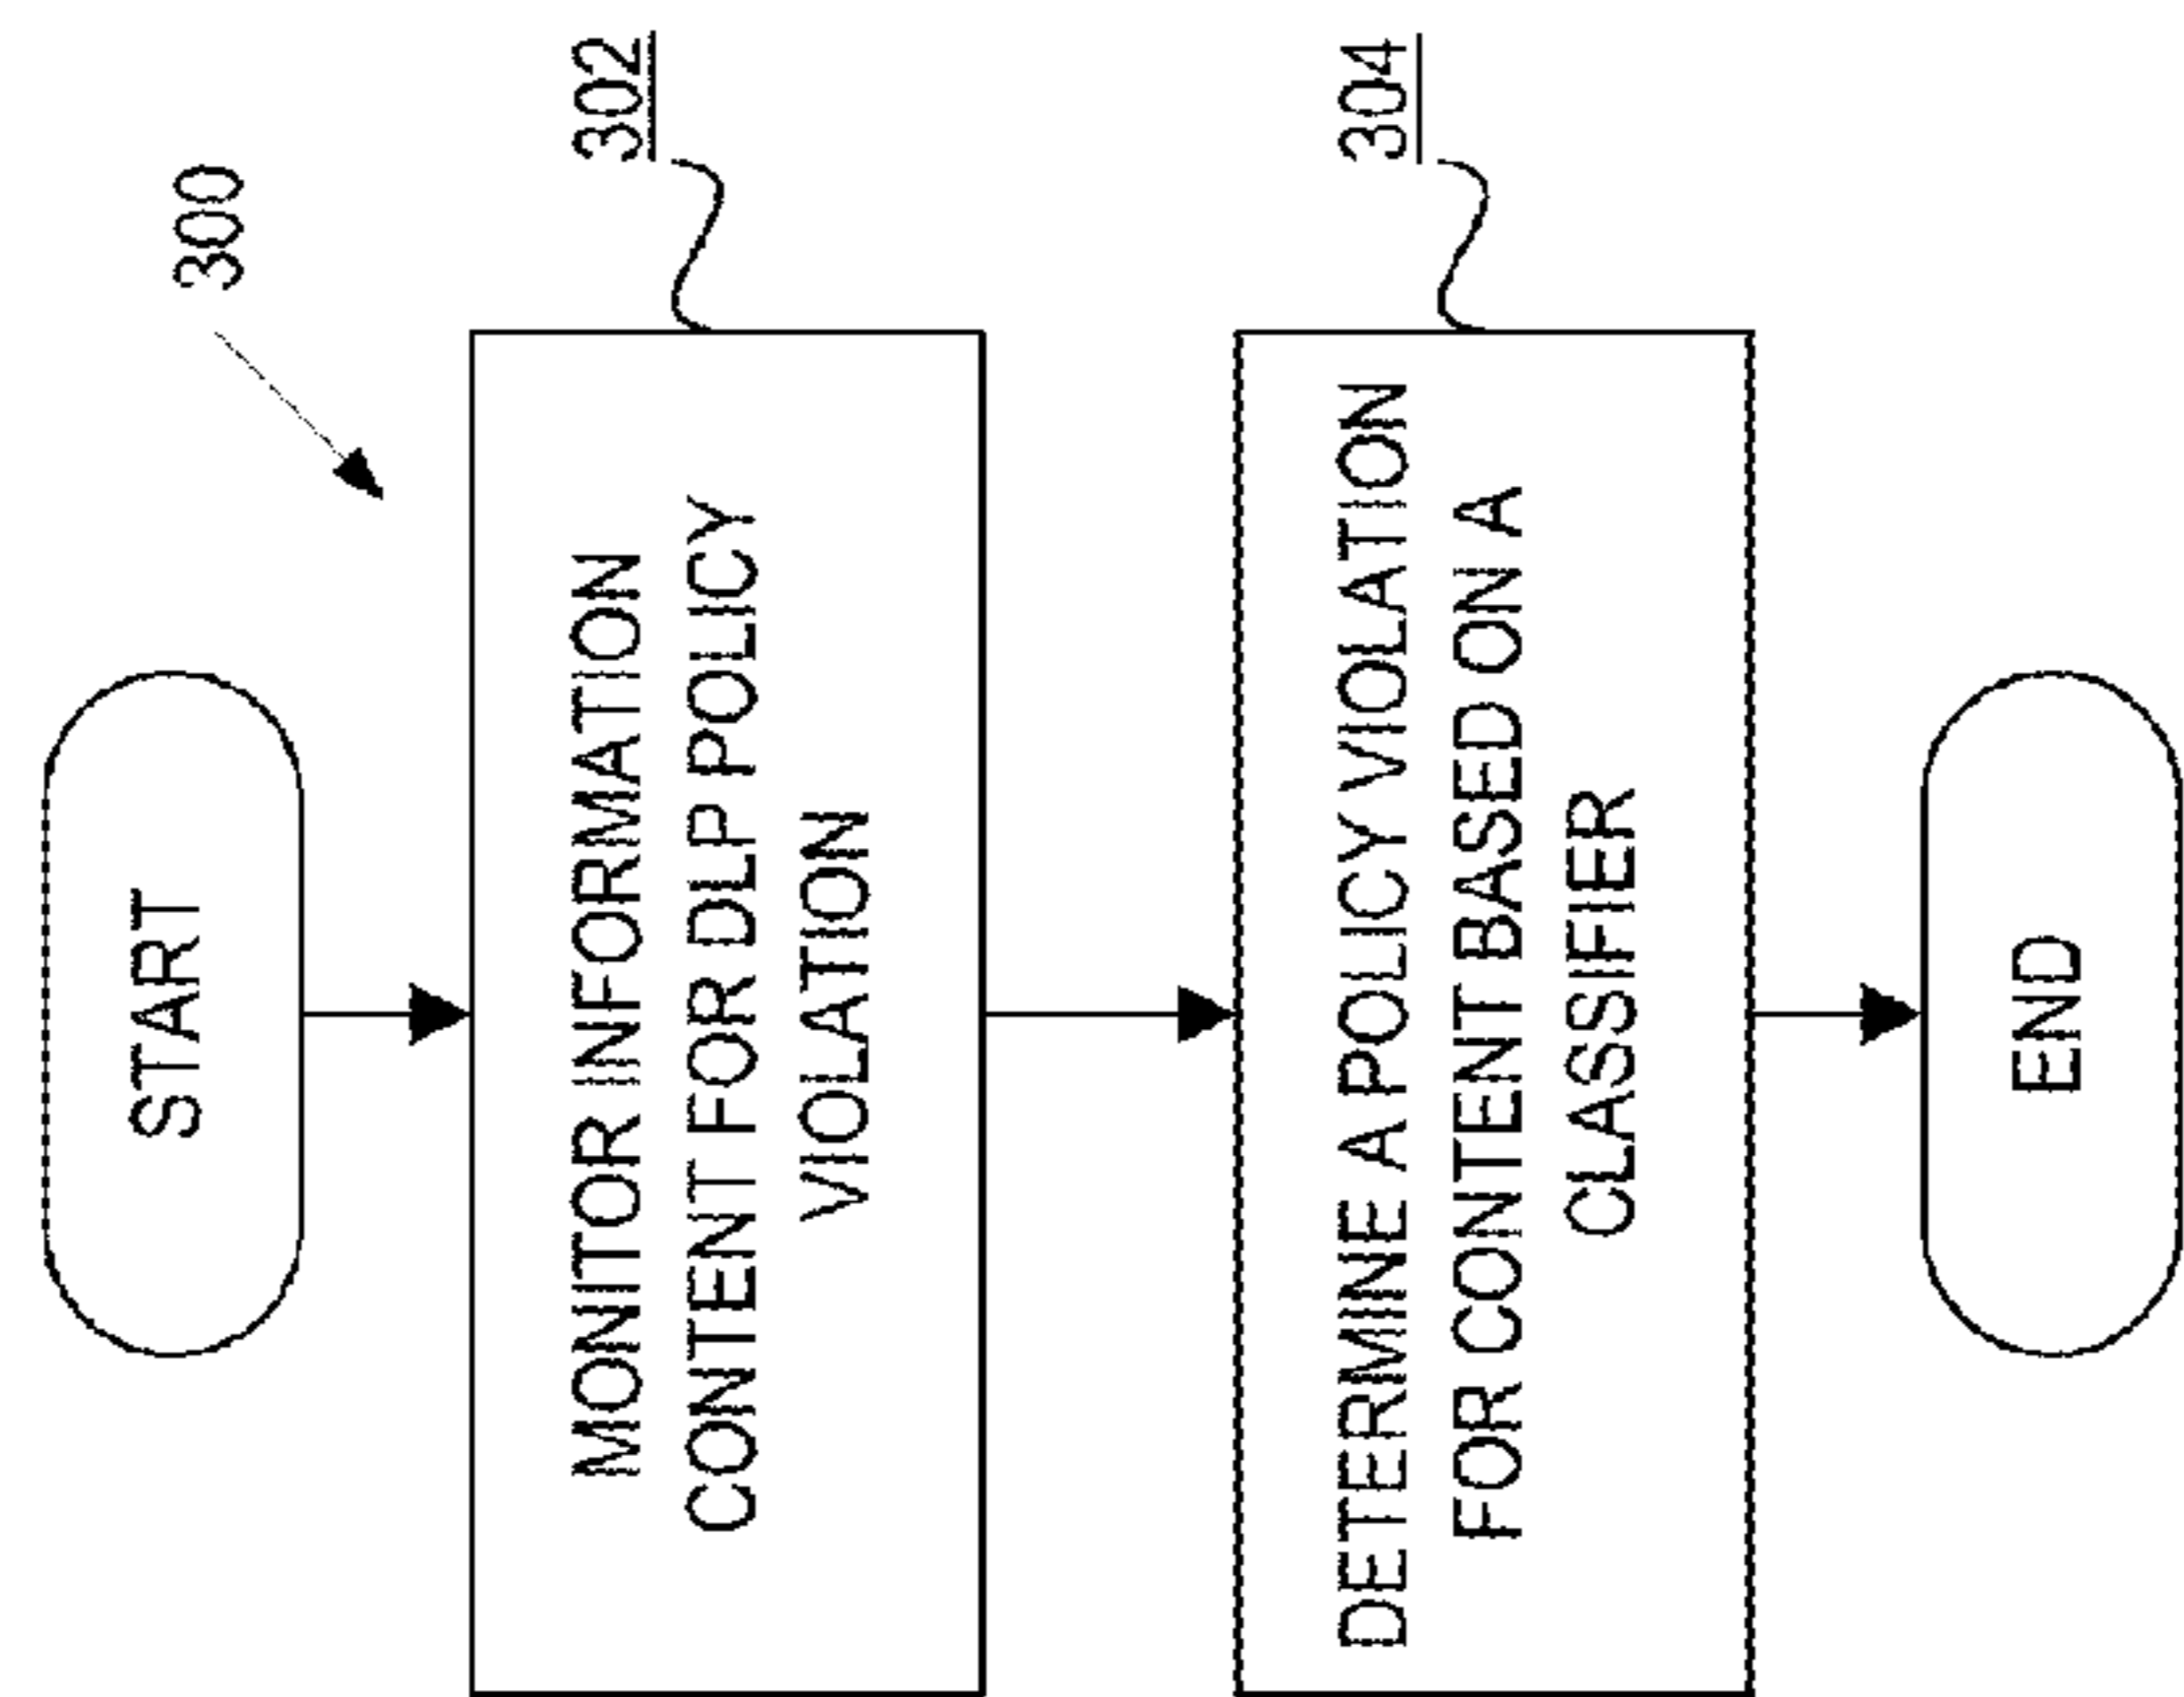 300
START
302
MONITOR INFORMATION
CONTENT FOR DLP POLICY
VIOLATION
304
DETERMINE A POLICY VIOLATION
FOR CONTENT BASED ON A
CLASSIFIER
END